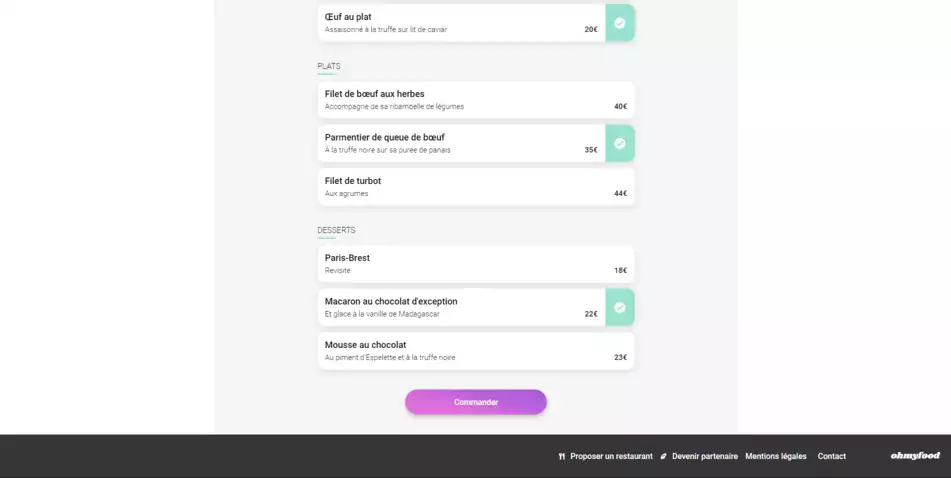 Œuf au plat
Assaisonné à la truffe sur lit de caviar 20€
PLATS
Filet de bœuf aux herbes
Accompagné de sa ribambelle de légumes 40€
Parmentier de queue de bœuf
À la truffe noire sur sa purée de panais 35€
Filet de turbot
Aux agrumes 44€
DESSERTS
Paris-Brest
Revisité 18€
Macaron au chocolat d'exception
Et glace à la vanille de Madagascar 22€
Mousse au chocolat
Au piment d'Espelette et à la truffe noire 23€
Commander
Proposer un restaurant Devenir partenaire Mentions légales Contact ohmyfood